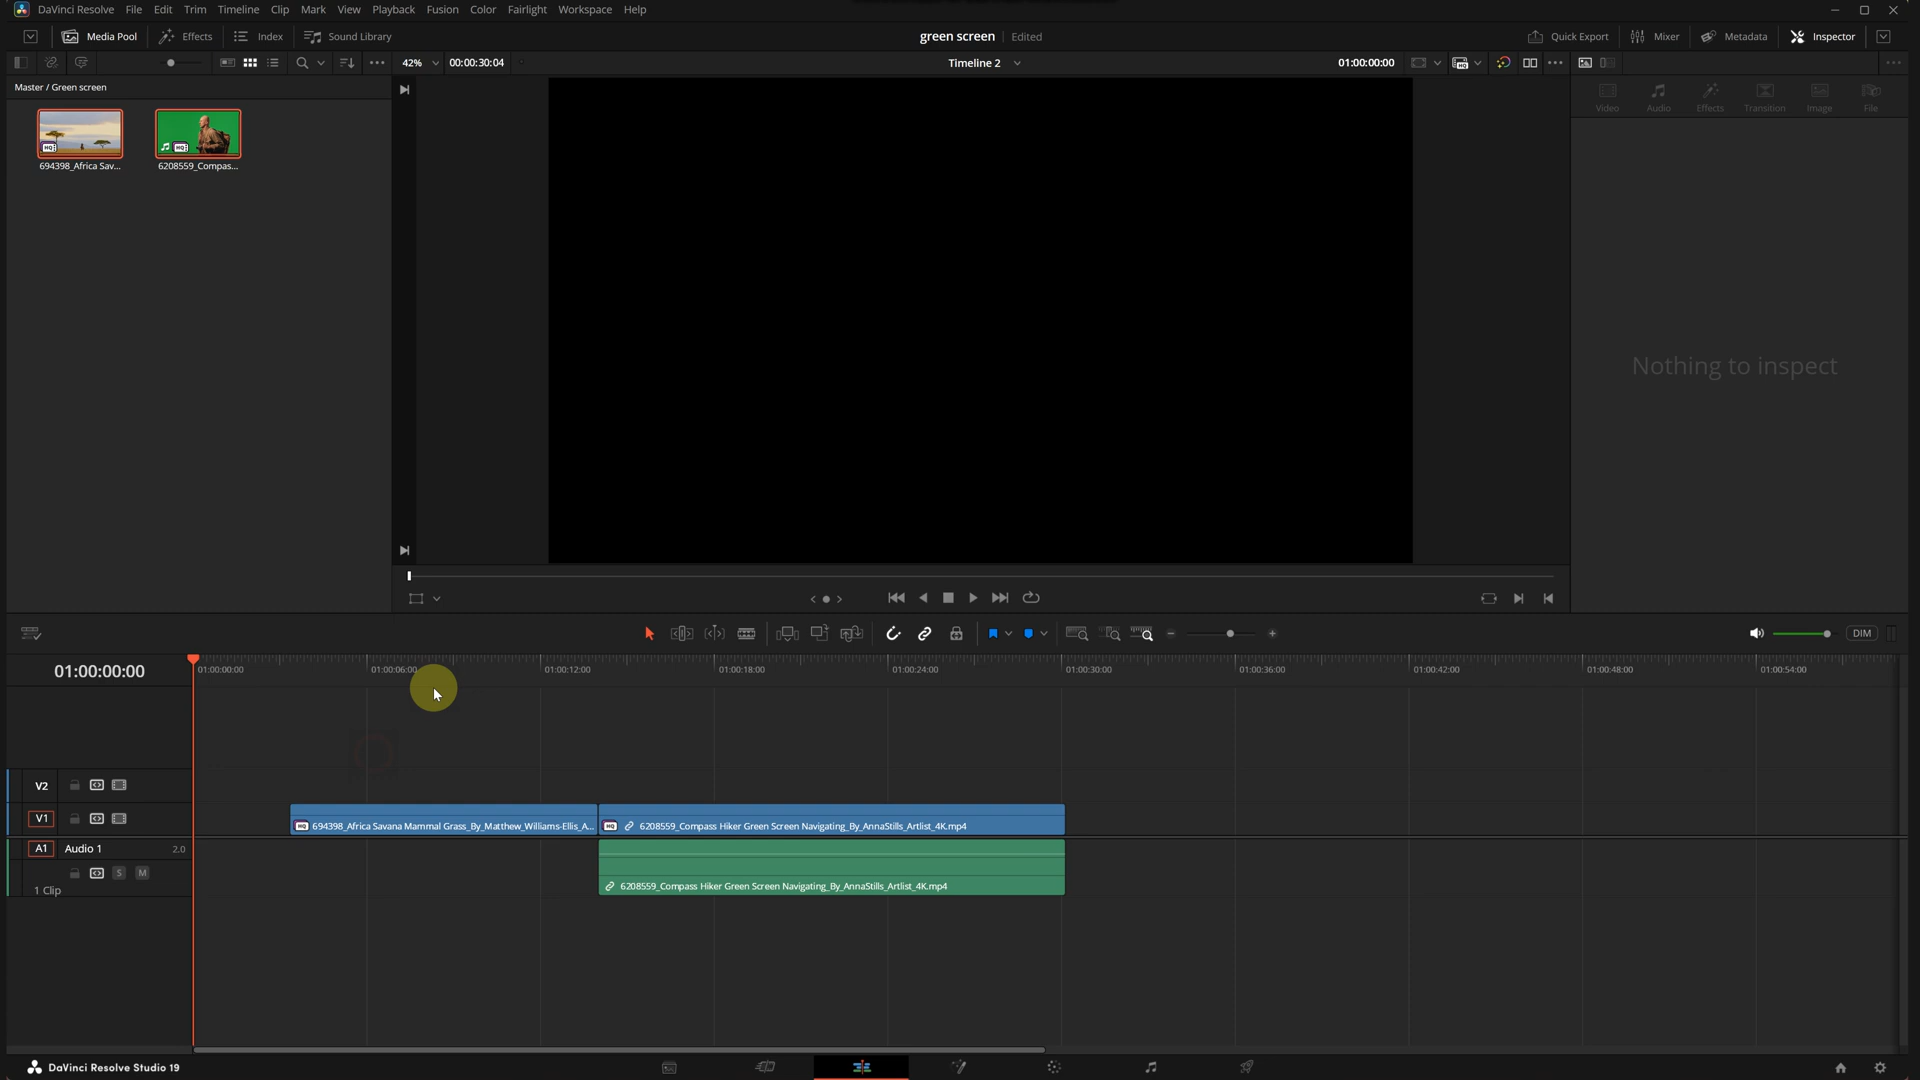 DaVinci Resolve File Edit Trim Timeline Clip Mark View Playback Fusion Color Fairlight Workspace Help
Media Pool Effects Index Sound Library green screen Edited Quick Export Mixer Metadata Inspector
42% 00:00:30:04 Timeline 2 01:00:00:00
Master / Green screen
Video Audio Effects Transition Image File
HQ HQ
694398_Africa Sav... 6208559_Compas...
Nothing to inspect
DIM
01:00:00:00
01:00:00:00 01:00:06:00 01:00:12:00 01:00:18:00 01:00:24:00 01:00:30:00 01:00:36:00 01:00:42:00 01:00:48:00 01:00:54:00
V2
V1
HQ 694398_Africa Savana Mammal Grass_By_Matthew_Williams-Ellis_A... HQ 6208559_Compass Hiker Green Screen Navigating_By_AnnaStills_Artlist_4K.mp4
A1 Audio 1 2.0
S M
1 Clip
6208559_Compass Hiker Green Screen Navigating_By_AnnaStills_Artlist_4K.mp4
DaVinci Resolve Studio 19